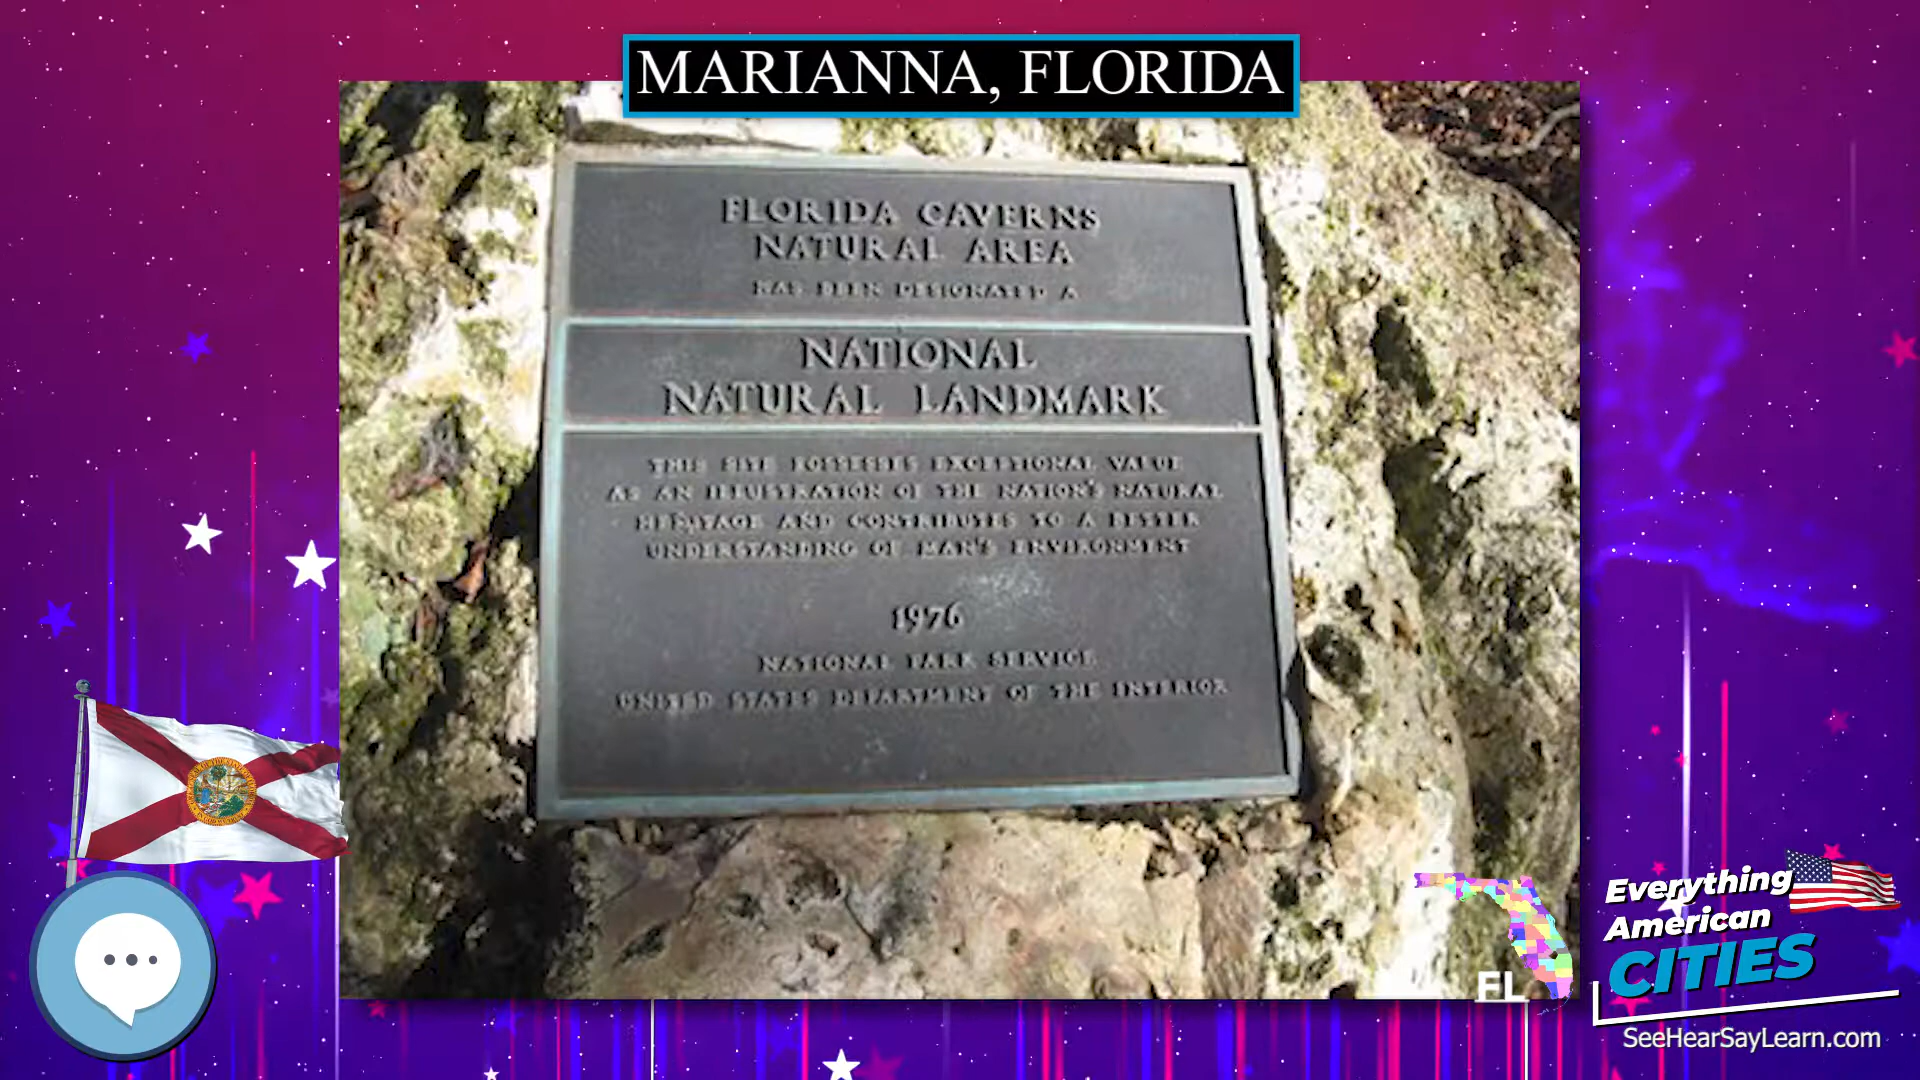 MARIANNA, FLORIDA
FLORIDA CAVERNS
NATURAL AREA
HAS BEEN DESIGNATED A
NATIONAL
NATURAL LANDMARK
THIS SITE POSSESSES EXCEPTIONAL VALUE
AS AN ILLUSTRATION OF THE NATION'S NATURAL
HERITAGE AND CONTRIBUTES TO A BETTER
UNDERSTANDING OF MAN'S ENVIRONMENT
1976
NATIONAL PARK SERVICE
UNITED STATES DEPARTMENT OF THE INTERIOR
FL
Everything
American
CITIES
SeeHearSayLearn.com